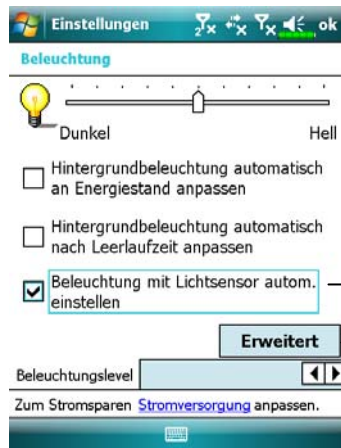 Einstellungen ok
Beleuchtung
Dunkel Hell
Hintergrundbeleuchtung automatisch
an Energiestand anpassen
Hintergrundbeleuchtung automatisch
nach Leerlaufzeit anpassen
Beleuchtung mit Lichtsensor autom.
einstellen
Erweitert
Beleuchtungslevel
Zum Stromsparen Stromversorgung anpassen.